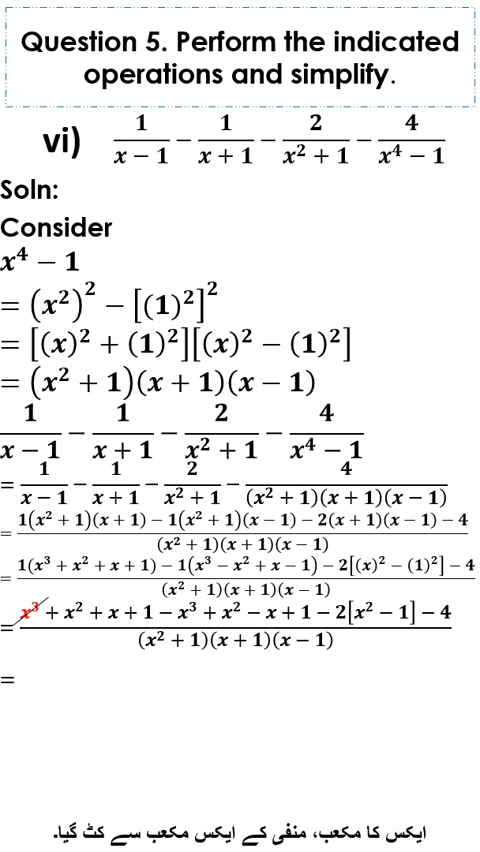 Question 5. Perform the indicated
operations and simplify.
vi) 1/(x − 1) − 1/(x + 1) − 2/(x² + 1) − 4/(x⁴ − 1)
Soln:
Consider
x⁴ − 1
= (x²)² − [(1)²]²
= [(x)² + (1)²][(x)² − (1)²]
= (x² + 1)(x + 1)(x − 1)
1/(x − 1) − 1/(x + 1) − 2/(x² + 1) − 4/(x⁴ − 1)
= 1/(x − 1) − 1/(x + 1) − 2/(x² + 1) − 4/((x² + 1)(x + 1)(x − 1))
= (1(x² + 1)(x + 1) − 1(x² + 1)(x − 1) − 2(x + 1)(x − 1) − 4)/((x² + 1)(x + 1)(x − 1))
= (1(x³ + x² + x + 1) − 1(x³ − x² + x − 1) − 2[(x)² − (1)²] − 4)/((x² + 1)(x + 1)(x − 1))
= (x³ + x² + x + 1 − x³ + x² − x + 1 − 2[x² − 1] − 4)/((x² + 1)(x + 1)(x − 1))
=
ایکس کا مکعب، منفی کے ایکس مکعب سے کٹ گیا۔